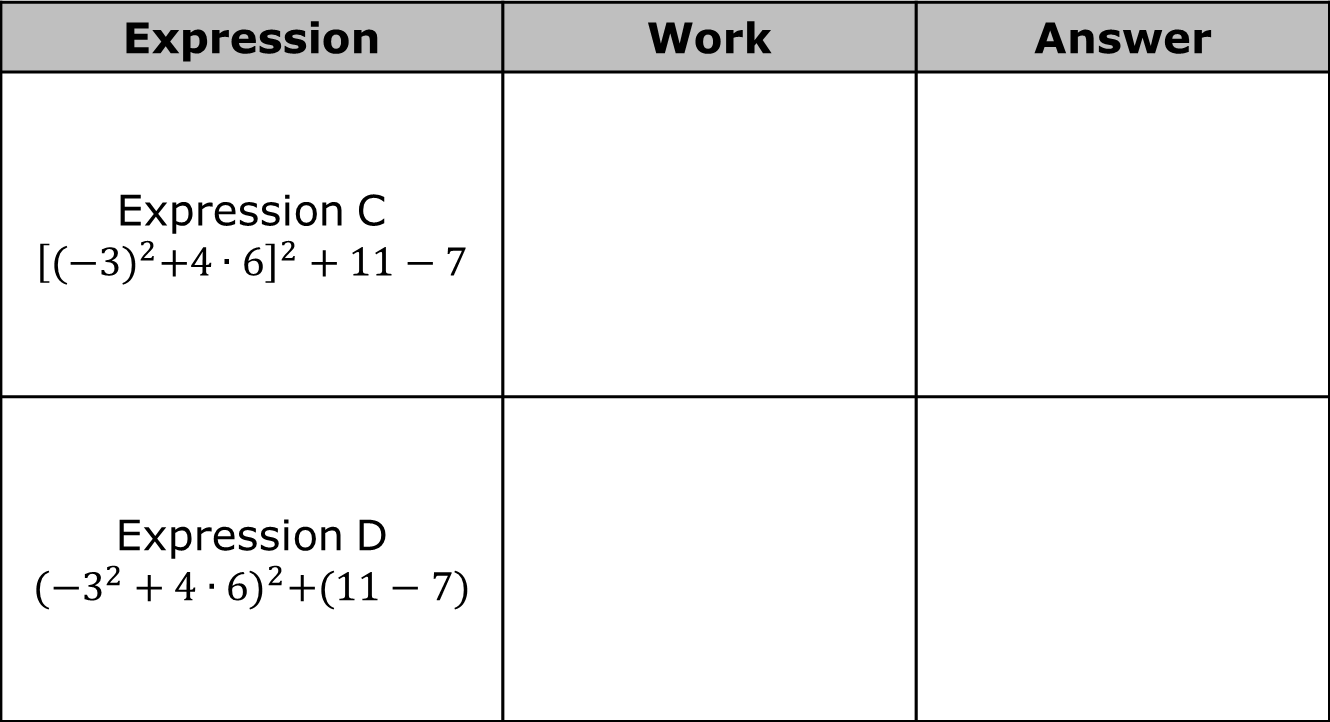 Expression Work Answer
Expression C
[(−3)²+4 · 6]² + 11 − 7
Expression D
(−3² + 4 · 6)²+(11 − 7)